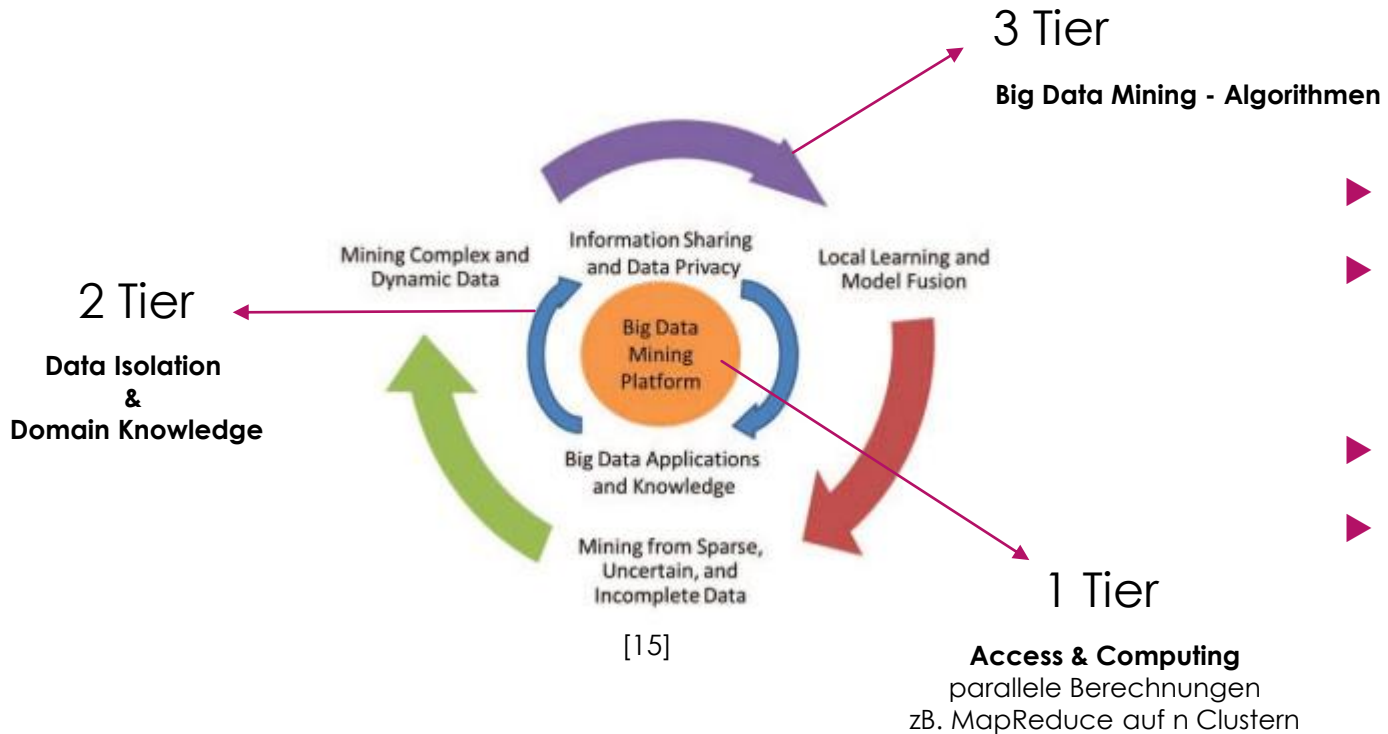 3 Tier
Big Data Mining - Algorithmen
Mining Complex and
Dynamic Data
Information Sharing
and Data Privacy
Local Learning and
Model Fusion
2 Tier
Data Isolation
&
Domain Knowledge
Big Data
Mining
Platform
Big Data Applications
and Knowledge
Mining from Sparse,
Uncertain, and
Incomplete Data
[15]
1 Tier
Access & Computing
parallele Berechnungen
zB. MapReduce auf n Clustern